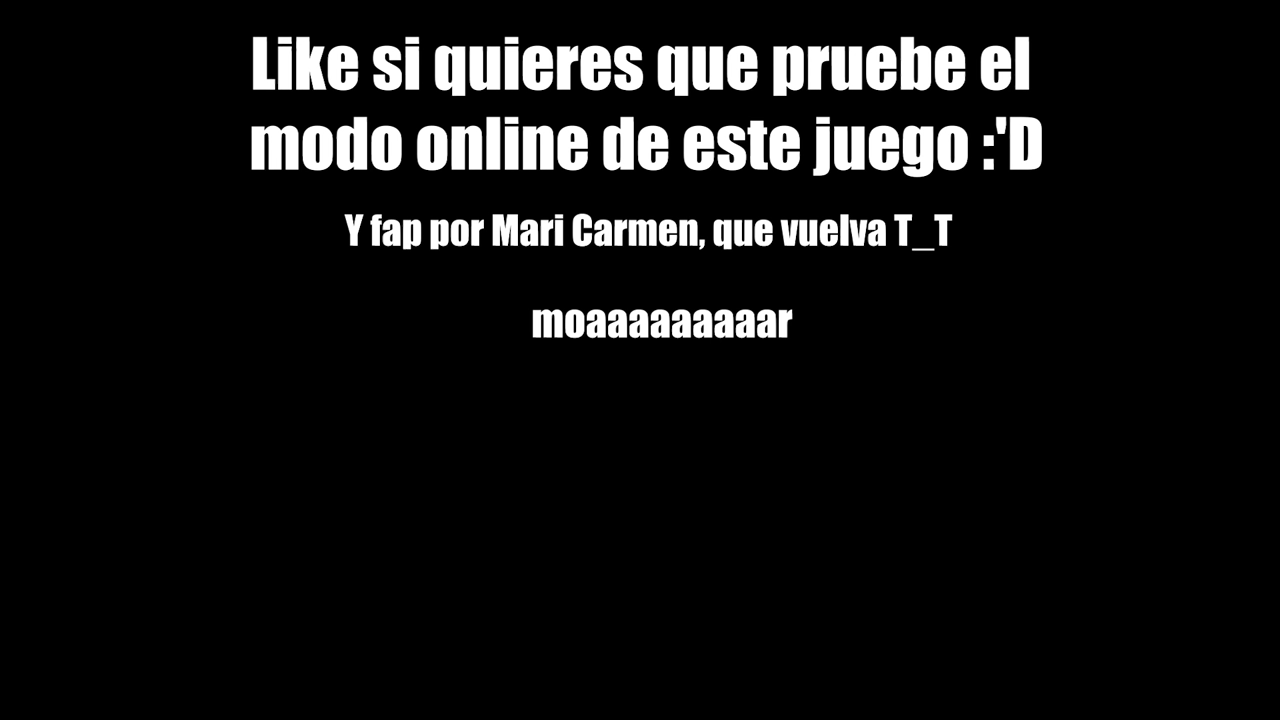 Like si quieres que pruebe el
modo online de este juego :'D
Y fap por Mari Carmen, que vuelva T_T
moaaaaaaaaar